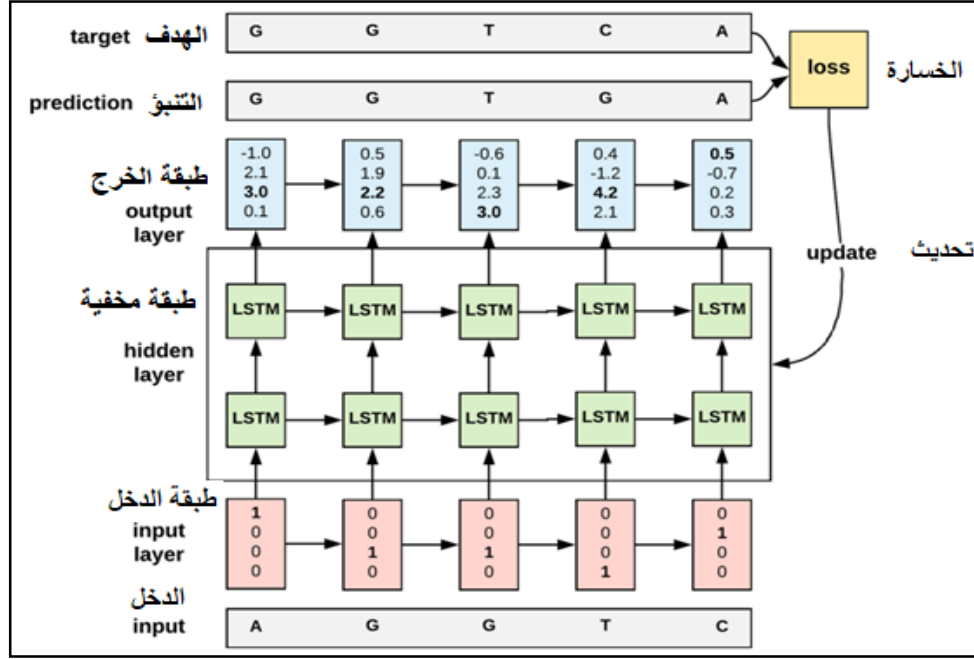 target الهدف G G T C A
loss الخسارة
prediction التنبؤ G G T G A
طبقة الخرج
output
layer
-1.0 0.5 -0.6 0.4 0.5
2.1 1.9 0.1 -1.2 -0.7
3.0 2.2 2.3 4.2 0.2
0.1 0.6 3.0 2.1 0.3
update تحديث
طبقة مخفية
hidden
layer
LSTM LSTM LSTM LSTM LSTM
LSTM LSTM LSTM LSTM LSTM
طبقة الدخل
input
layer
1 0 0 0 0
0 0 0 0 1
0 1 1 0 0
0 0 0 1 0
الدخل
input A G G T C